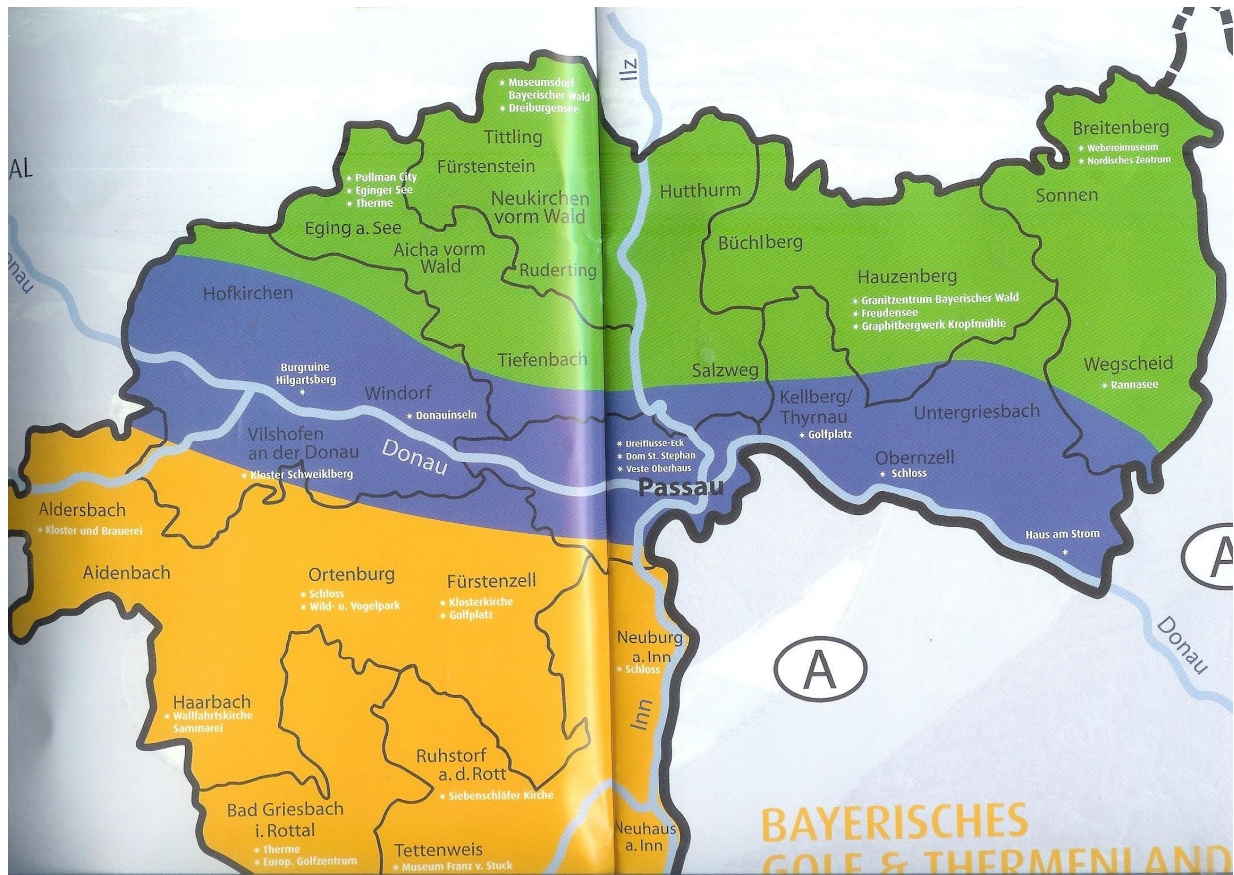 Ilz
* Museumsdorf
Bayerischer Wald
* Dreiburgensee
Tittling
Fürstenstein
* Pullman City
* Eginger See
* Therme
Neukirchen
vorm Wald
Eging a. See
Aicha vorm
Wald
Ruderting
Hutthurm
Büchlberg
Breitenberg
* Webereimuseum
* Nordisches Zentrum
Sonnen
Hauzenberg
* Granitzentrum Bayerischer Wald
* Freudensee
* Graphitbergwerk Kropfmühle
AL
onau
Hofkirchen
Tiefenbach
Salzweg
Wegscheid
* Rannasee
Burgruine
Hilgartsberg
*
Windorf
* Donauinseln
Kellberg/
Thyrnau
* Golfplatz
Untergriesbach
Vilshofen
an der Donau
* Kloster Schweiklberg
Donau
* Dreiflüsse-Eck
* Dom St. Stephan
* Veste Oberhaus
Passau
Obernzell
* Schloss
Haus am Strom
*
Aldersbach
* Kloster und Brauerei
Aidenbach
Ortenburg
* Schloss
* Wild- u. Vogelpark
Fürstenzell
* Klosterkirche
* Golfplatz
A
Donau
Neuburg
a. Inn
* Schloss
A
Inn
Haarbach
* Wallfahrtskirche
Sammarei
Ruhstorf
a. d. Rott
* Siebenschläfer Kirche
Bad Griesbach
i. Rottal
* Therme
* Europ. Golfzentrum
Tettenweis
* Museum Franz v. Stuck
Neuhaus
a. Inn
BAYERISCHES
GOLF & THERMENLAND